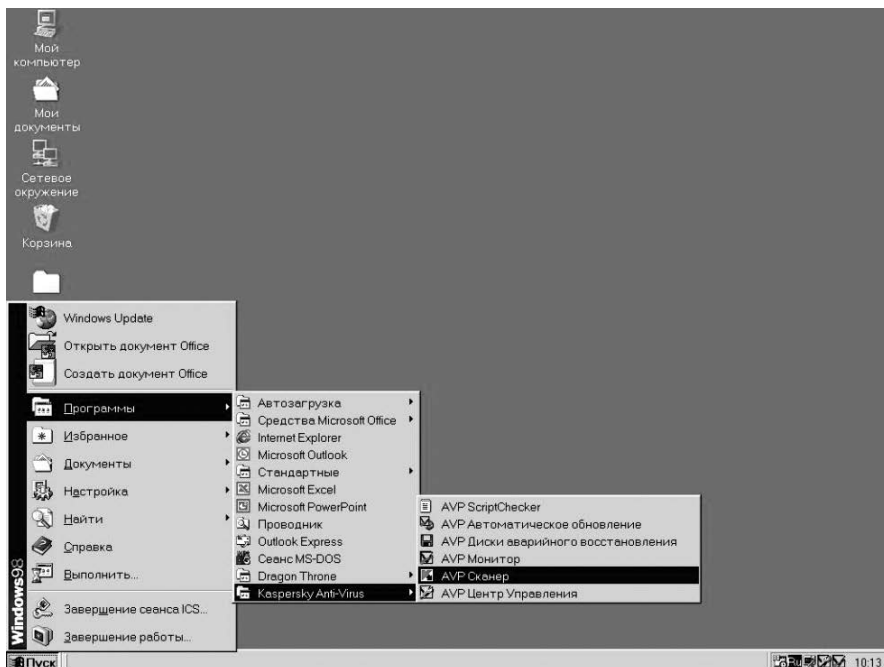 Мой
компьютер
Мои
документы
Сетевое
окружение
Корзина
Windows Update
Открыть документ Office
Создать документ Office
Программы
Избранное
Документы
Настройка
Найти
Справка
Выполнить...
Завершение сеанса ICS...
Завершение работы...
Windows98
Автозагрузка
Средства Microsoft Office
Internet Explorer
Microsoft Outlook
Стандартные
Microsoft Excel
Microsoft PowerPoint
Проводник
Outlook Express
Сеанс MS-DOS
Dragon Throne
Kaspersky Anti-Virus
AVP ScriptChecker
AVP Автоматическое обновление
AVP Диски аварийного восстановления
AVP Монитор
AVP Сканер
AVP Центр Управления
Пуск
Ru
10:13